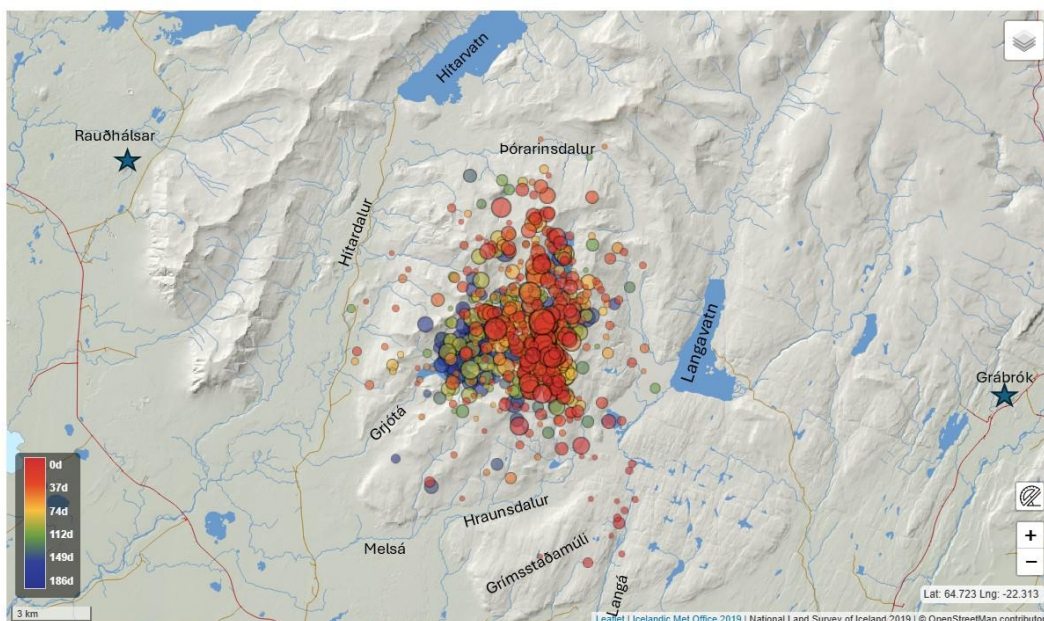 Hítarvatn
Rauðhálsar
Þórarinsdalur
Hítardalur
Langavatn
Grábrók
Grjótá
0d
37d
74d
112d
149d
186d
Hraunsdalur
Melsá
Grímsstaðamúli
Langá
+
−
Lat: 64.723 Lng: -22.313
3 km
Leaflet | Icelandic Met Office 2019 | National Land Survey of Iceland 2019 | © OpenStreetMap contributor